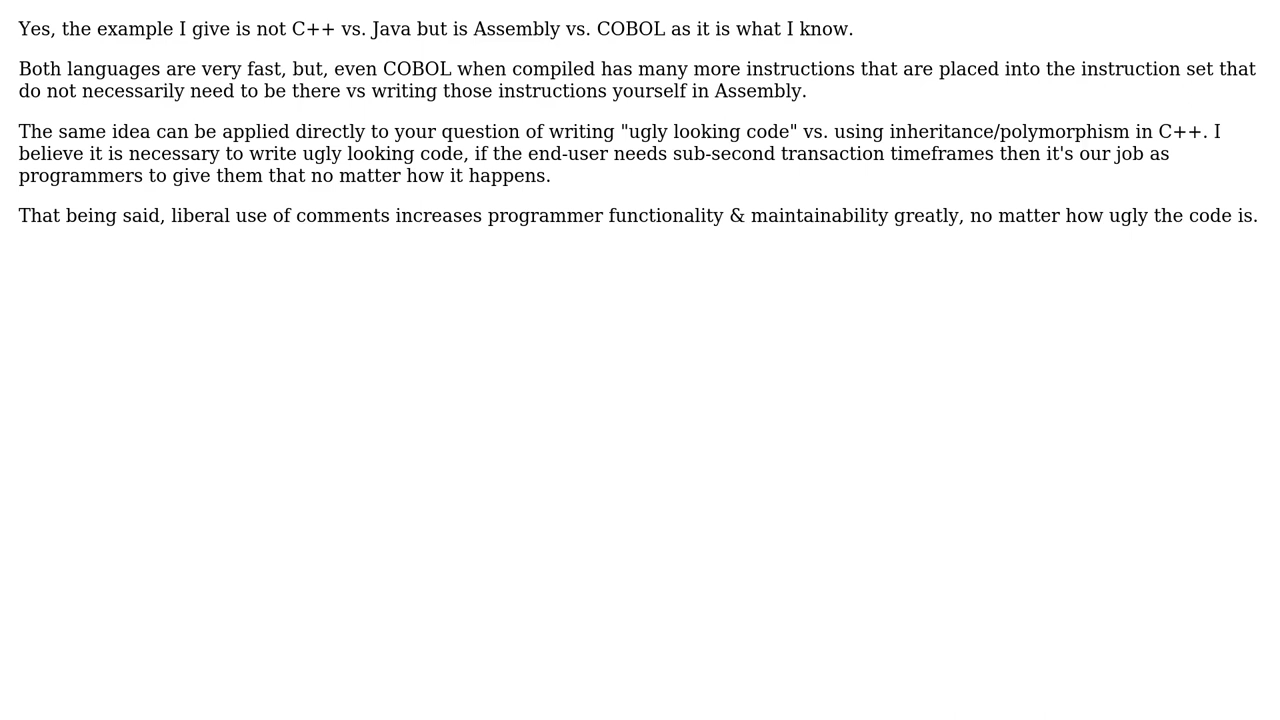 Yes, the example I give is not C++ vs. Java but is Assembly vs. COBOL as it is what I know.
Both languages are very fast, but, even COBOL when compiled has many more instructions that are placed into the instruction set that
do not necessarily need to be there vs writing those instructions yourself in Assembly.
The same idea can be applied directly to your question of writing "ugly looking code" vs. using inheritance/polymorphism in C++. I
believe it is necessary to write ugly looking code, if the end-user needs sub-second transaction timeframes then it's our job as
programmers to give them that no matter how it happens.
That being said, liberal use of comments increases programmer functionality & maintainability greatly, no matter how ugly the code is.